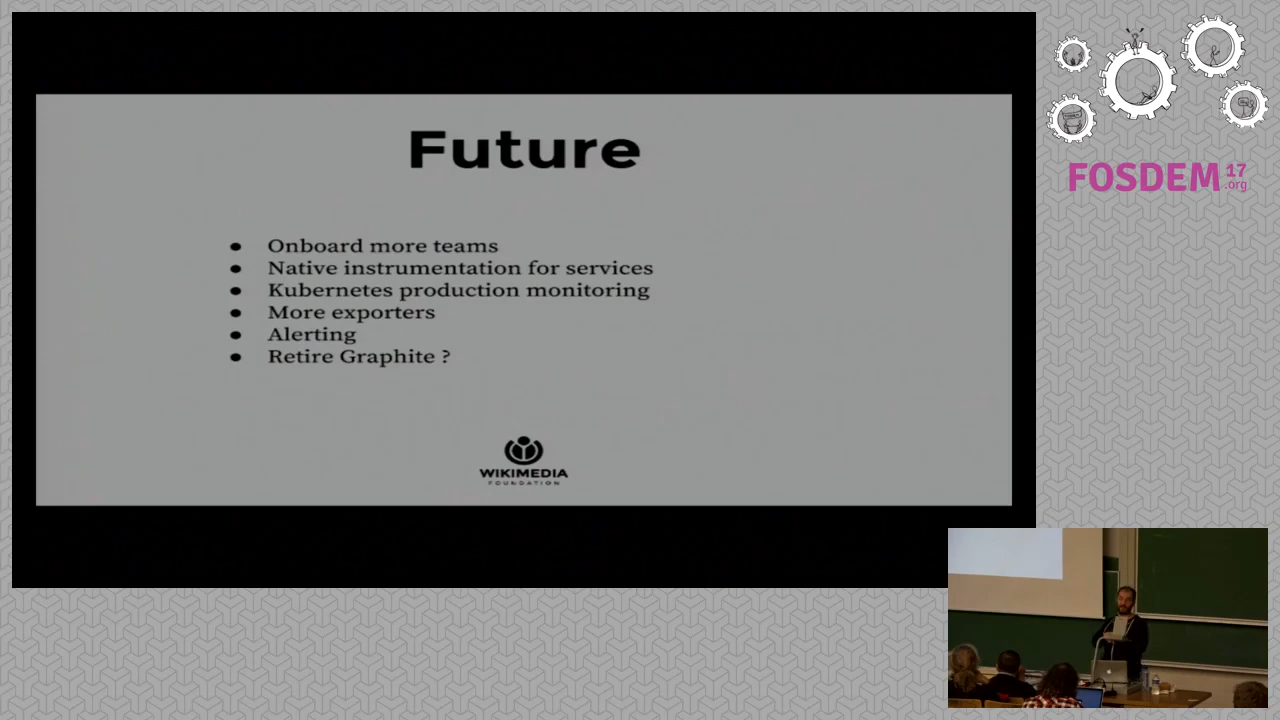 Future
● Onboard more teams
● Native instrumentation for services
● Kubernetes production monitoring
● More exporters
● Alerting
● Retire Graphite ?
WIKIMEDIA
FOUNDATION
FOSDEM 17
.org